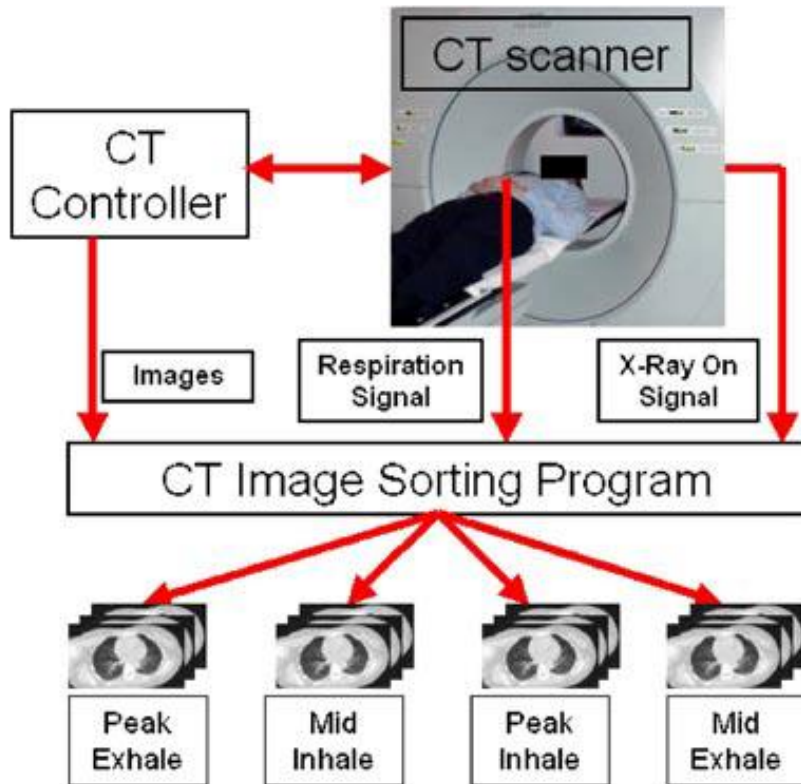 CT scanner
CT
Controller
Images
Respiration
Signal
X-Ray On
Signal
CT Image Sorting Program
Peak
Exhale
Mid
Inhale
Peak
Inhale
Mid
Exhale